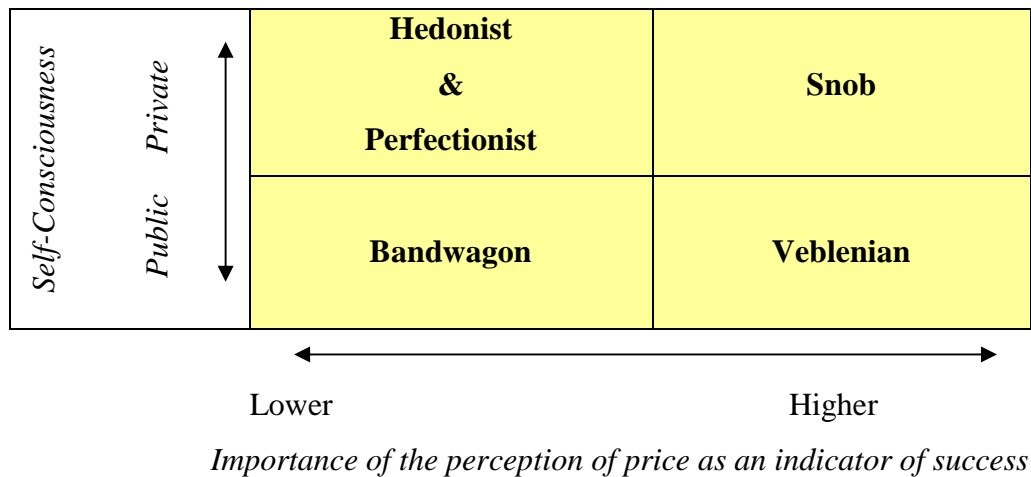 Self-Consciousness
Private
Public
Hedonist
&
Perfectionist
Snob
Bandwagon
Veblenian
Lower
Higher
Importance of the perception of price as an indicator of success